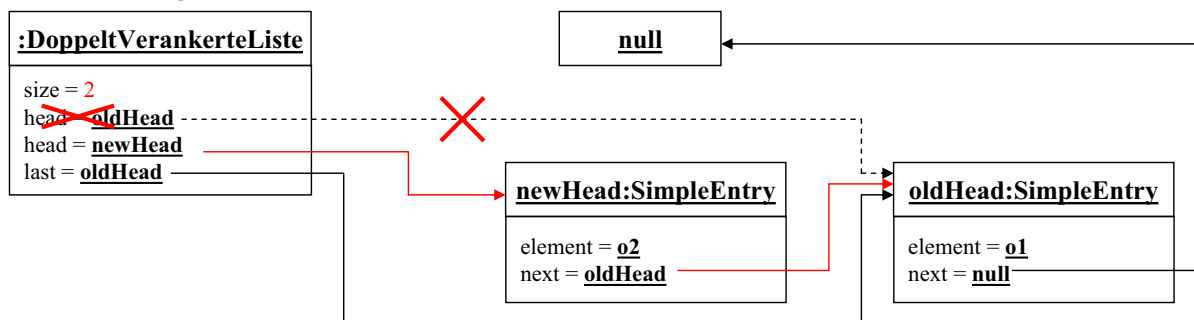 :DoppeltVerankerteListe
size = 2
head = oldHead
head = newHead
last = oldHead
null
newHead:SimpleEntry
element = o2
next = oldHead
oldHead:SimpleEntry
element = o1
next = null